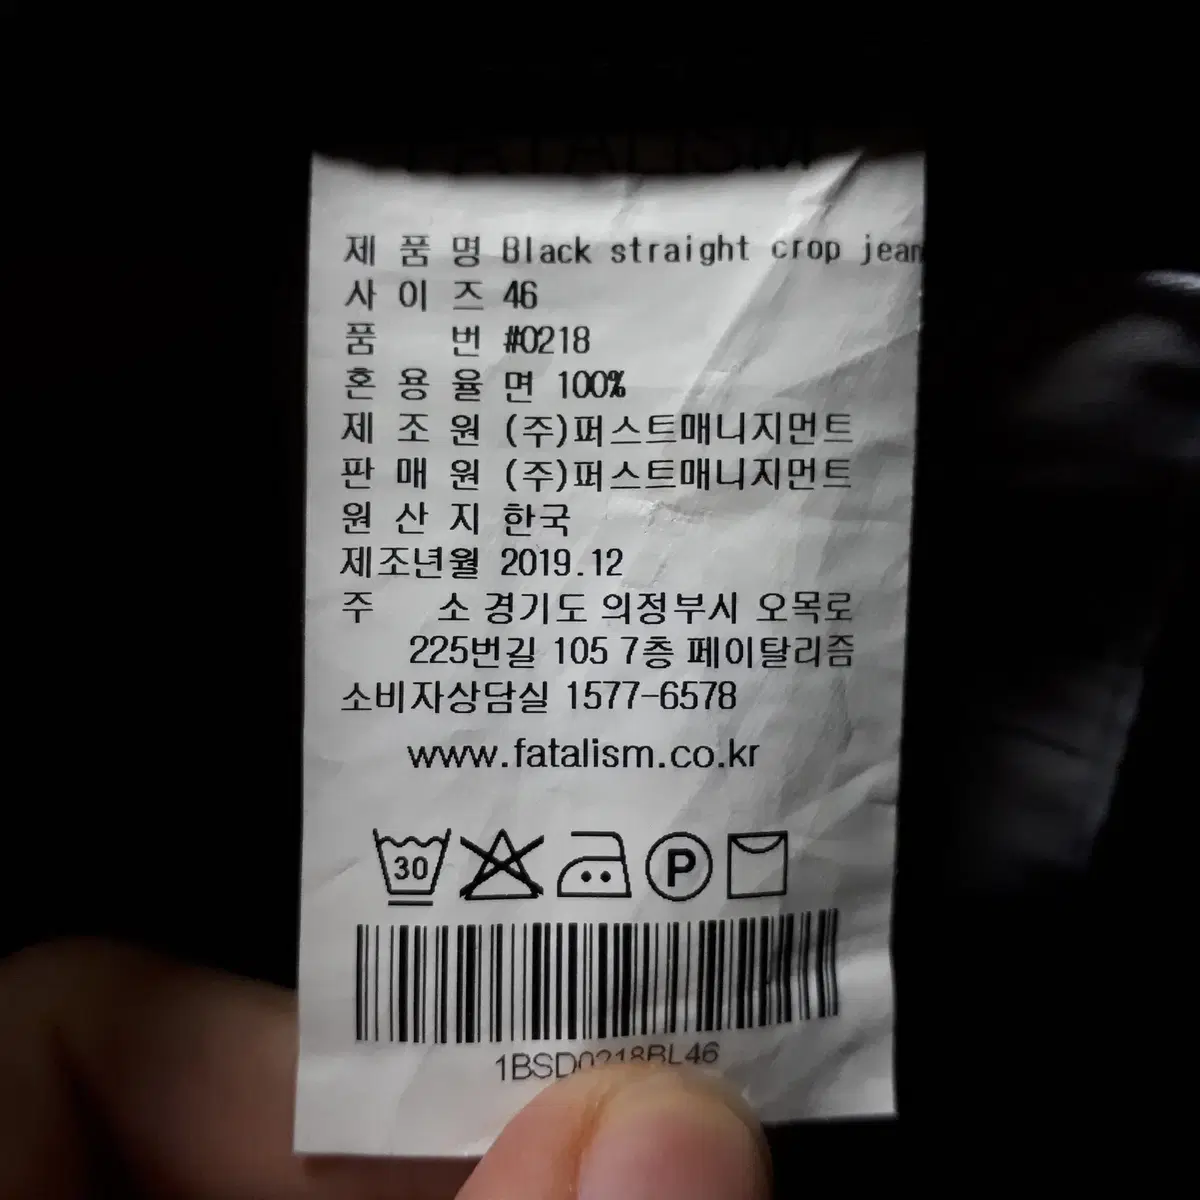 FATALISM
제 품 명 Black straight crop jean
사 이 즈 46
품 번 #0218
혼 용 율 면 100%
제 조 원 (주)퍼스트매니지먼트
판 매 원 (주)퍼스트매니지먼트
원 산 지 한국
제조년월 2019.12
주 소 경기도 의정부시 오목로
225번길 105 7층 페이탈리즘
소비자상담실 1577-6578
www.fatalism.co.kr
30
P
1BSD0218BL46